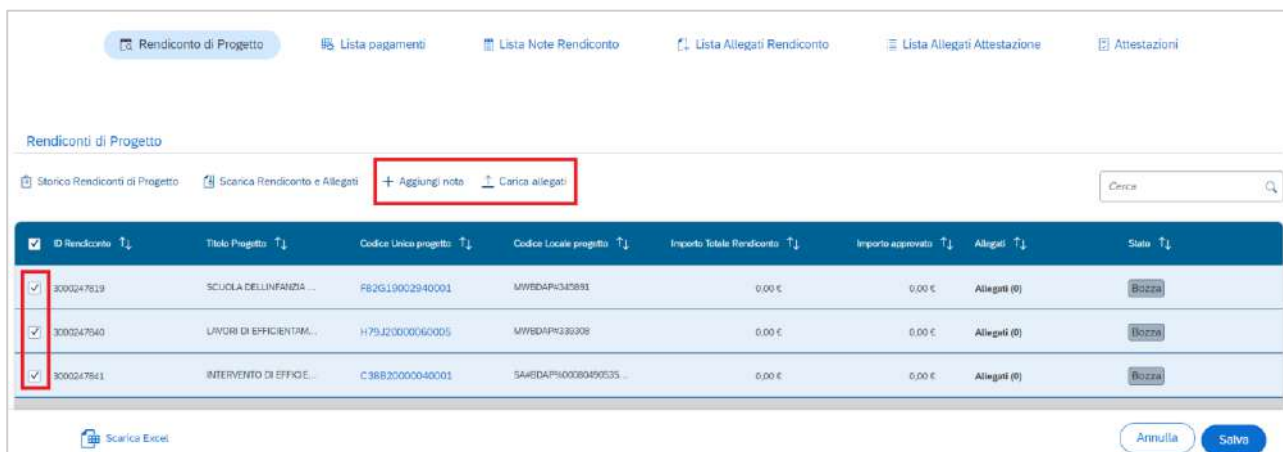 Rendiconto di Progetto Lista pagamenti Lista Note Rendiconto Lista Allegati Rendiconto Lista Allegati Attestazione Attestazioni
Rendiconti di Progetto
Storico Rendiconti di Progetto Scarica Rendiconto e Allegati + Aggiungi nota Carica allegati Cerca
ID Rendiconto Titolo Progetto Codice Unico progetto Codice Locale progetto Importo Totale Rendiconto Importo approvato Allegati Stato
3000247819 SCUOLA DELLINFANZIA ... F82G19002940001 MWBDAP#345891 0,00 € 0,00 € Allegati (0) Bozza
3000247840 LAVORI DI EFFICIENTAM... H79J20000060005 MWBDAP#339308 0,00 € 0,00 € Allegati (0) Bozza
3000247841 INTERVENTO DI EFFICIE... C38B20000040001 0,00 € 0,00 € Allegati (0) Bozza
Scarica Excel Annulla Salva